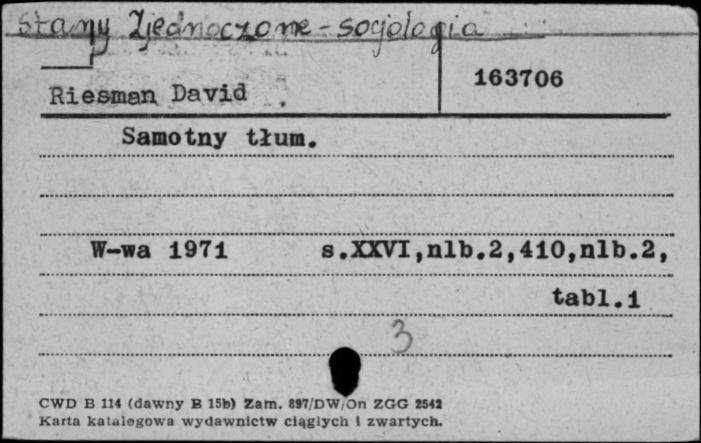 Stany Zjednoczone - socjologia
163706
Riesman David
Samotny tłum.
W-wa 1971 s.XXVI,nlb.2,410,nlb.2,
tabl.1
3
CWD B 114 (dawny B 15b) Zam. 897/DW/On ZGG 2542
Karta katalogowa wydawnictw ciągłych i zwartych.